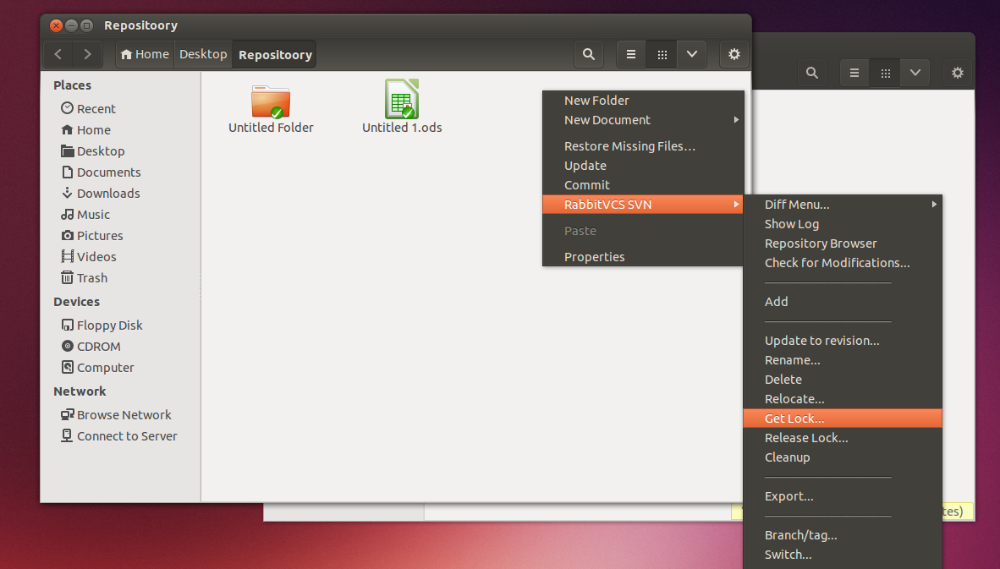 Repositoory
Home Desktop Repositoory
Places
Recent
Home
Desktop
Documents
Downloads
Music
Pictures
Videos
Trash
Devices
Floppy Disk
CDROM
Computer
Network
Browse Network
Connect to Server
Untitled Folder
Untitled 1.ods
New Folder
New Document
Restore Missing Files...
Update
Commit
RabbitVCS SVN
Paste
Properties
Diff Menu...
Show Log
Repository Browser
Check for Modifications...
Add
Update to revision...
Rename...
Delete
Relocate...
Get Lock...
Release Lock...
Cleanup
Export...
Branch/tag...
Switch...
tes)